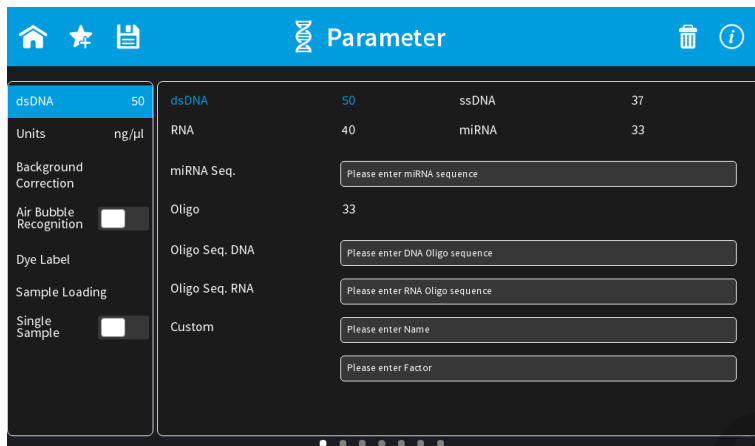 Parameter
i
dsDNA 50
Units ng/µl
Background
Correction
Air Bubble
Recognition
Dye Label
Sample Loading
Single
Sample
dsDNA 50 ssDNA 37
RNA 40 miRNA 33
miRNA Seq. Please enter miRNA sequence
Oligo 33
Oligo Seq. DNA Please enter DNA Oligo sequence
Oligo Seq. RNA Please enter RNA Oligo sequence
Custom Please enter Name
Please enter Factor